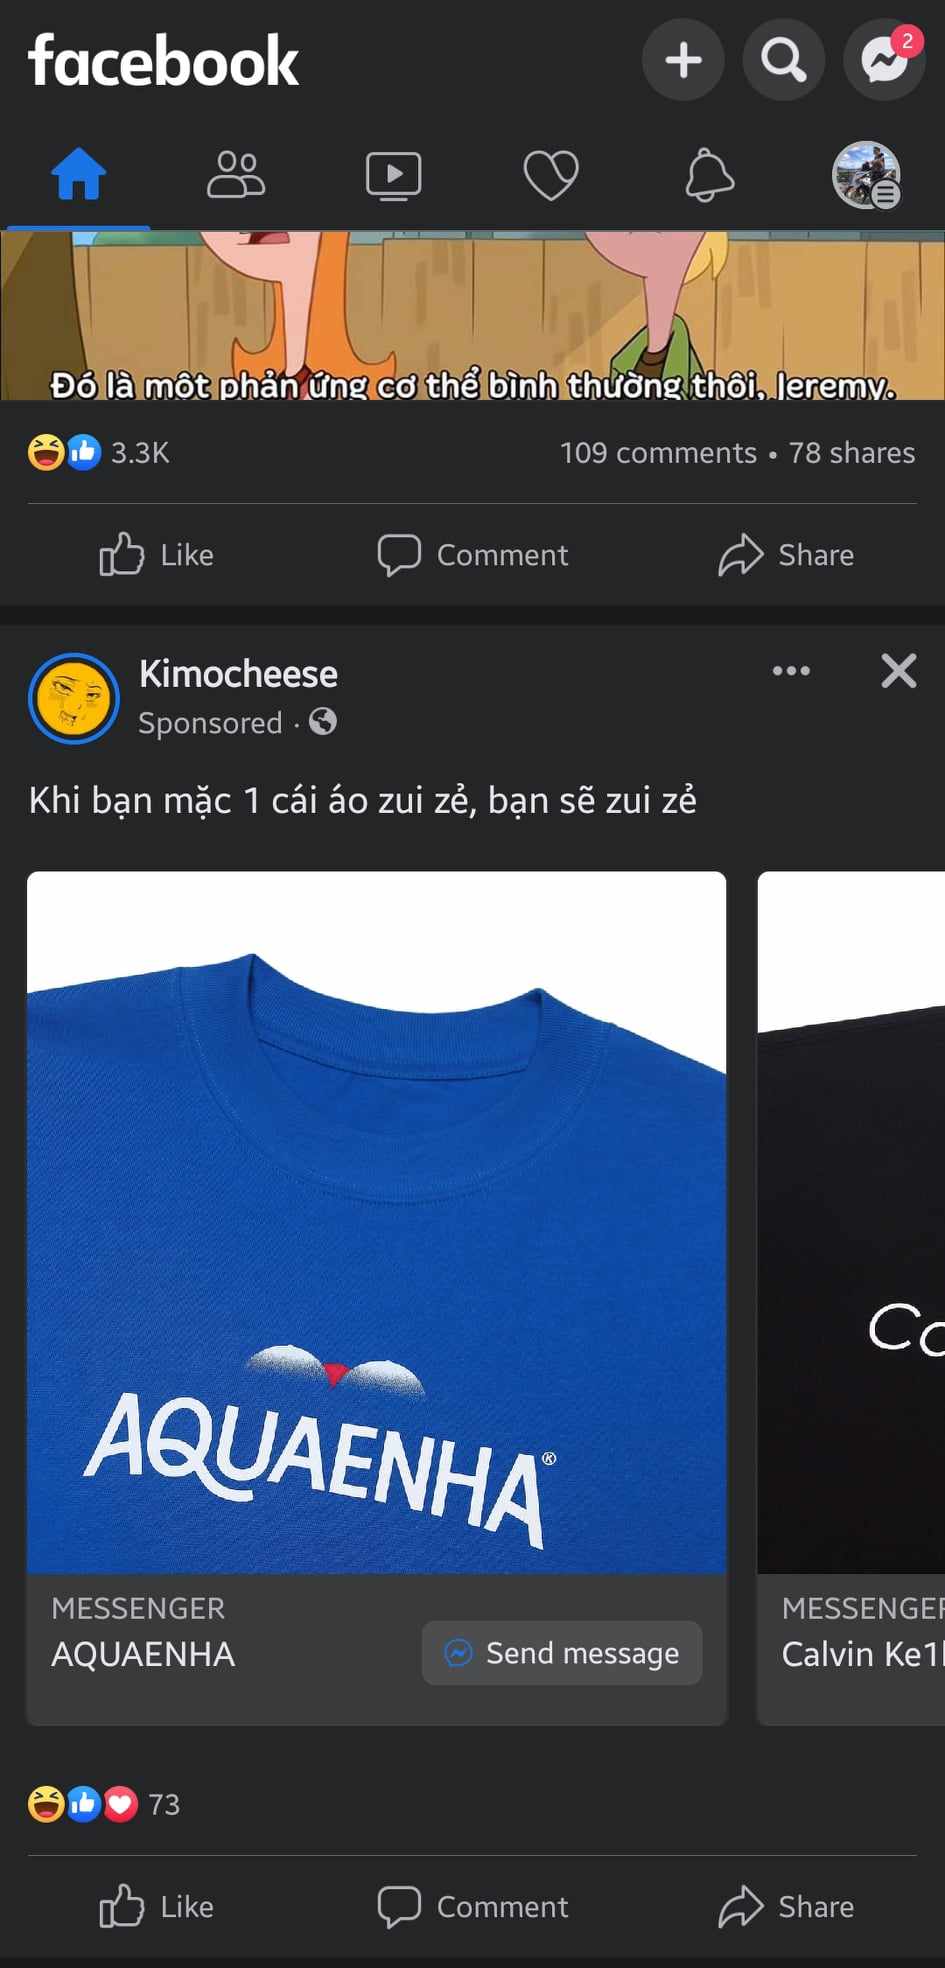 facebook
2
Đó là một phản ứng cơ thể bình thường thôi, Jeremy.
3.3K
109 comments • 78 shares
Like
Comment
Share
Kimocheese
Sponsored ·
Khi bạn mặc 1 cái áo zui zẻ, bạn sẽ zui zẻ
AQUAENHA®
Co
MESSENGER
AQUAENHA
Send message
MESSENGER
Calvin Ke1
73
Like
Comment
Share